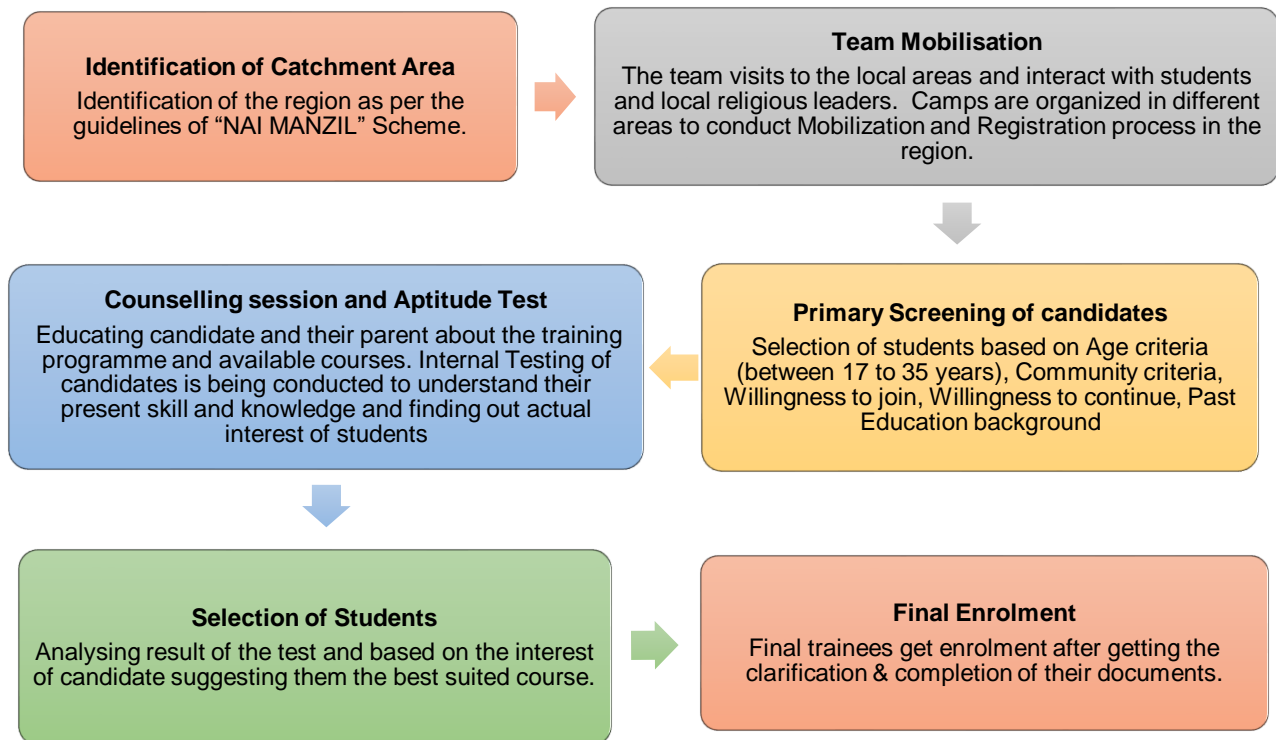 Identification of Catchment Area
Identification of the region as per the
guidelines of “NAI MANZIL” Scheme.
Team Mobilisation
The team visits to the local areas and interact with students
and local religious leaders.  Camps are organized in different
areas to conduct Mobilization and Registration process in the
region.
Primary Screening of candidates
Selection of students based on Age criteria
(between 17 to 35 years), Community criteria,
Willingness to join, Willingness to continue, Past
Education background
Counselling session and Aptitude Test
Educating candidate and their parent about the training
programme and available courses. Internal Testing of
candidates is being conducted to understand their
present skill and knowledge and finding out actual
interest of students
Selection of Students
Analysing result of the test and based on the interest
of candidate suggesting them the best suited course.
Final Enrolment
Final trainees get enrolment after getting the
clarification & completion of their documents.